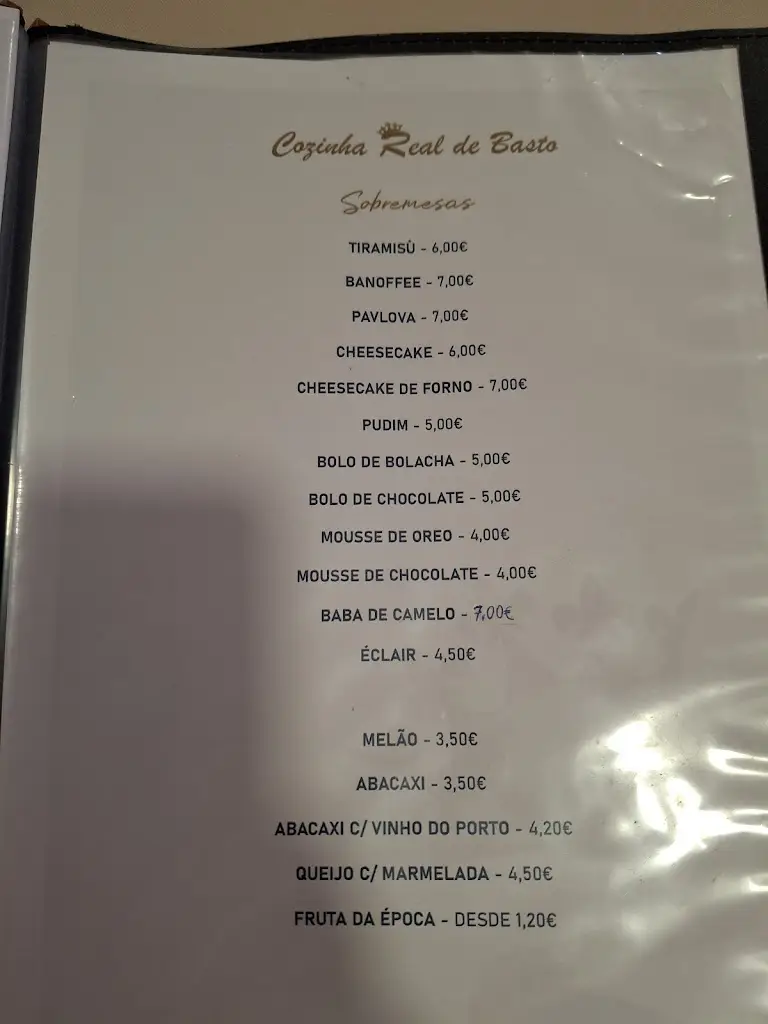 Cozinha Real de Basto
Sobremesas
TIRAMISÙ - 6,00€
BANOFFEE - 7,00€
PAVLOVA - 7,00€
CHEESECAKE - 6,00€
CHEESECAKE DE FORNO - 7,00€
PUDIM - 5,00€
BOLO DE BOLACHA - 5,00€
BOLO DE CHOCOLATE - 5,00€
MOUSSE DE OREO - 4,00€
MOUSSE DE CHOCOLATE - 4,00€
BABA DE CAMELO - 7,00€
ÉCLAIR - 4,50€
MELÃO - 3,50€
ABACAXI - 3,50€
ABACAXI C/ VINHO DO PORTO - 4,20€
QUEIJO C/ MARMELADA - 4,50€
FRUTA DA ÉPOCA - DESDE 1,20€